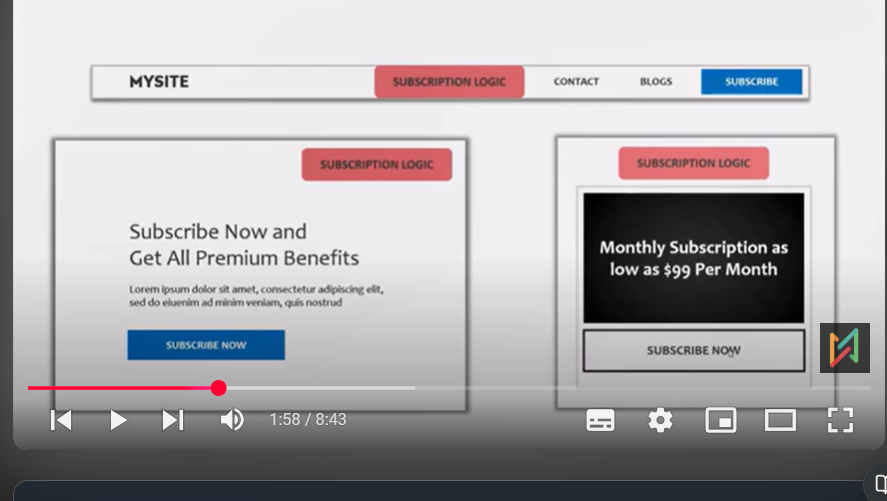 MYSITE
SUBSCRIPTION LOGIC
CONTACT
BLOGS
SUBSCRIBE
SUBSCRIPTION LOGIC
Subscribe Now and
Get All Premium Benefits
Lorem ipsum dolor sit amet, consectetur adipiscing elit,
sed do eiuenim ad minim veniam, quis nostrud
SUBSCRIBE NOW
SUBSCRIPTION LOGIC
Monthly Subscription as
low as $99 Per Month
SUBSCRIBE NOW
1:58 / 8:43